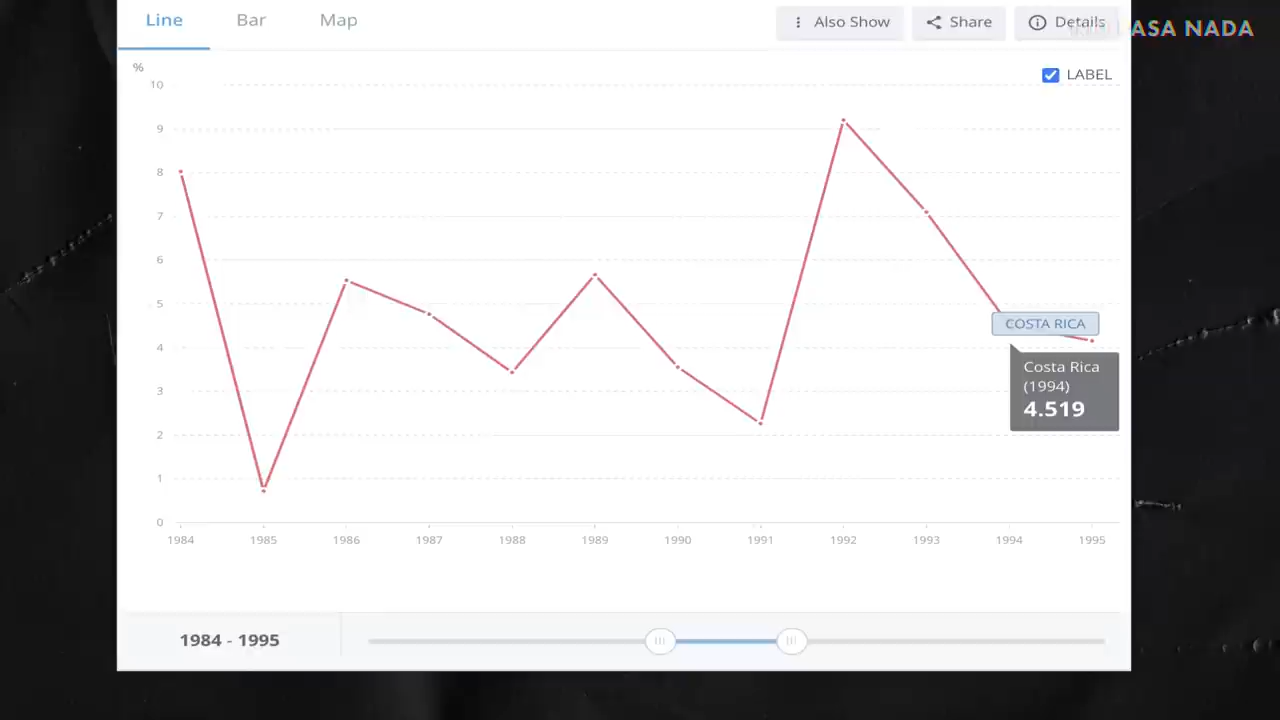 Line Bar Map Also Show Share Details
ASA NADA
%
LABEL
10
9
8
7
6
5
4
3
2
1
0
COSTA RICA
Costa Rica
(1994)
4.519
1984 1985 1986 1987 1988 1989 1990 1991 1992 1993 1994 1995
1984 - 1995